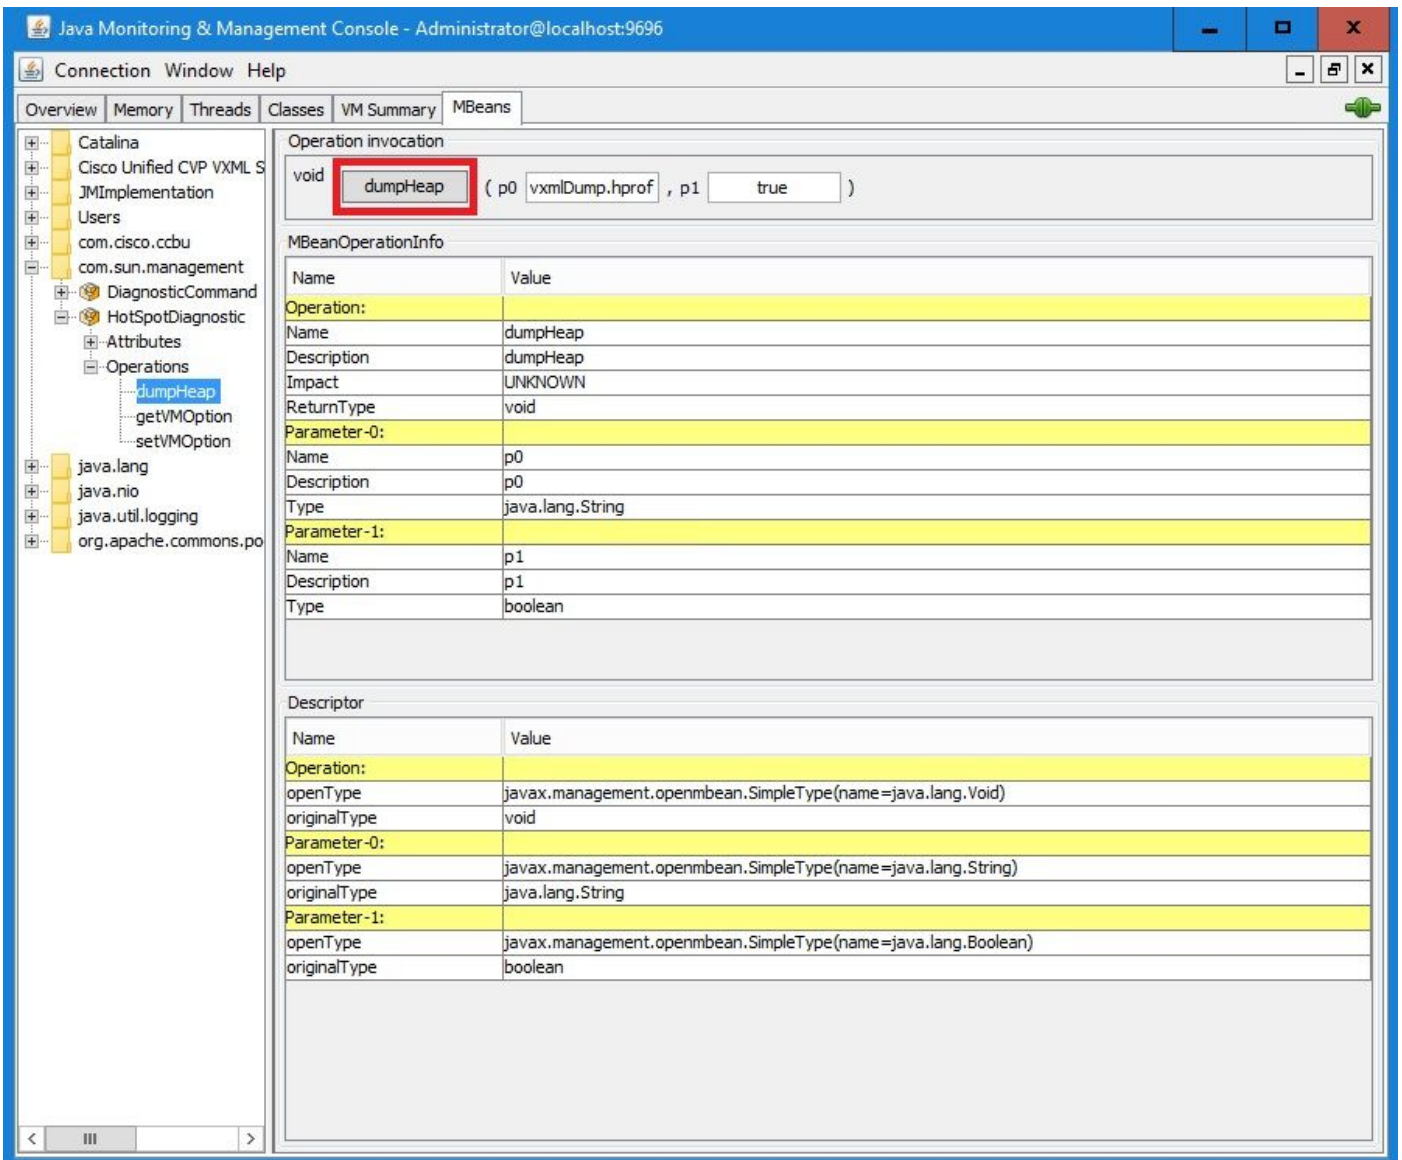 Java Monitoring & Management Console - Administrator@localhost:9696
Connection Window Help
Overview Memory Threads Classes VM Summary MBeans
Catalina
Cisco Unified CVP VXML S
JMImplementation
Users
com.cisco.ccbu
com.sun.management
DiagnosticCommand
HotSpotDiagnostic
Attributes
Operations
dumpHeap
getVMOption
setVMOption
java.lang
java.nio
java.util.logging
org.apache.commons.po
Operation invocation
void dumpHeap ( p0 vxmlDump.hprof , p1 true )
MBeanOperationInfo
Name Value
Operation:
Name dumpHeap
Description dumpHeap
Impact UNKNOWN
ReturnType void
Parameter-0:
Name p0
Description p0
Type java.lang.String
Parameter-1:
Name p1
Description p1
Type boolean
Descriptor
Name Value
Operation:
openType javax.management.openmbean.SimpleType(name=java.lang.Void)
originalType void
Parameter-0:
openType javax.management.openmbean.SimpleType(name=java.lang.String)
originalType java.lang.String
Parameter-1:
openType javax.management.openmbean.SimpleType(name=java.lang.Boolean)
originalType boolean